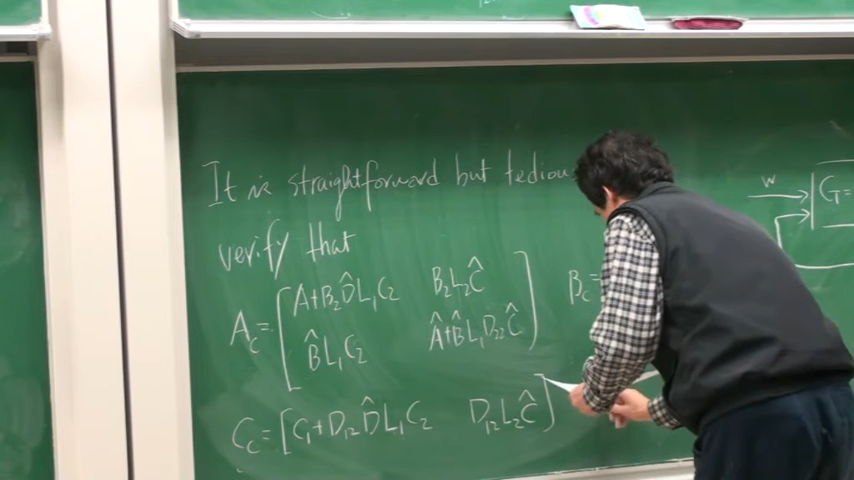 It is straightforward but tedious
verify that
A_c = [ A+B₂D̂L₁C₂   B₂L₂Ĉ ]   B_c =
[ B̂L₁C₂   Â+B̂L₁D₂₂Ĉ ]
C_c = [ C₁+D₁₂D̂L₁C₂   D₁₂L₂Ĉ ]
w
G=